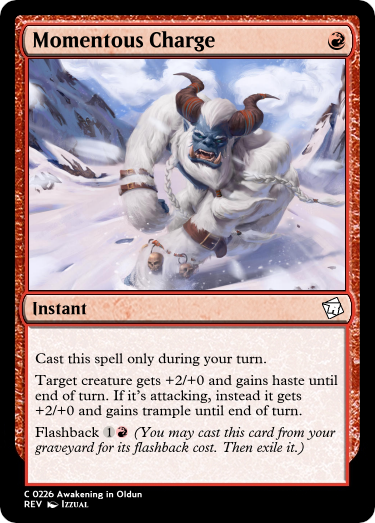 Momentous Charge
Instant
Cast this spell only during your turn.
Target creature gets +2/+0 and gains haste until
end of turn. If it's attacking, instead it gets
+2/+0 and gains trample until end of turn.
Flashback 1 (You may cast this card from your
graveyard for its flashback cost. Then exile it.)
C 0226 Awakening in Oldun
REV Izzual